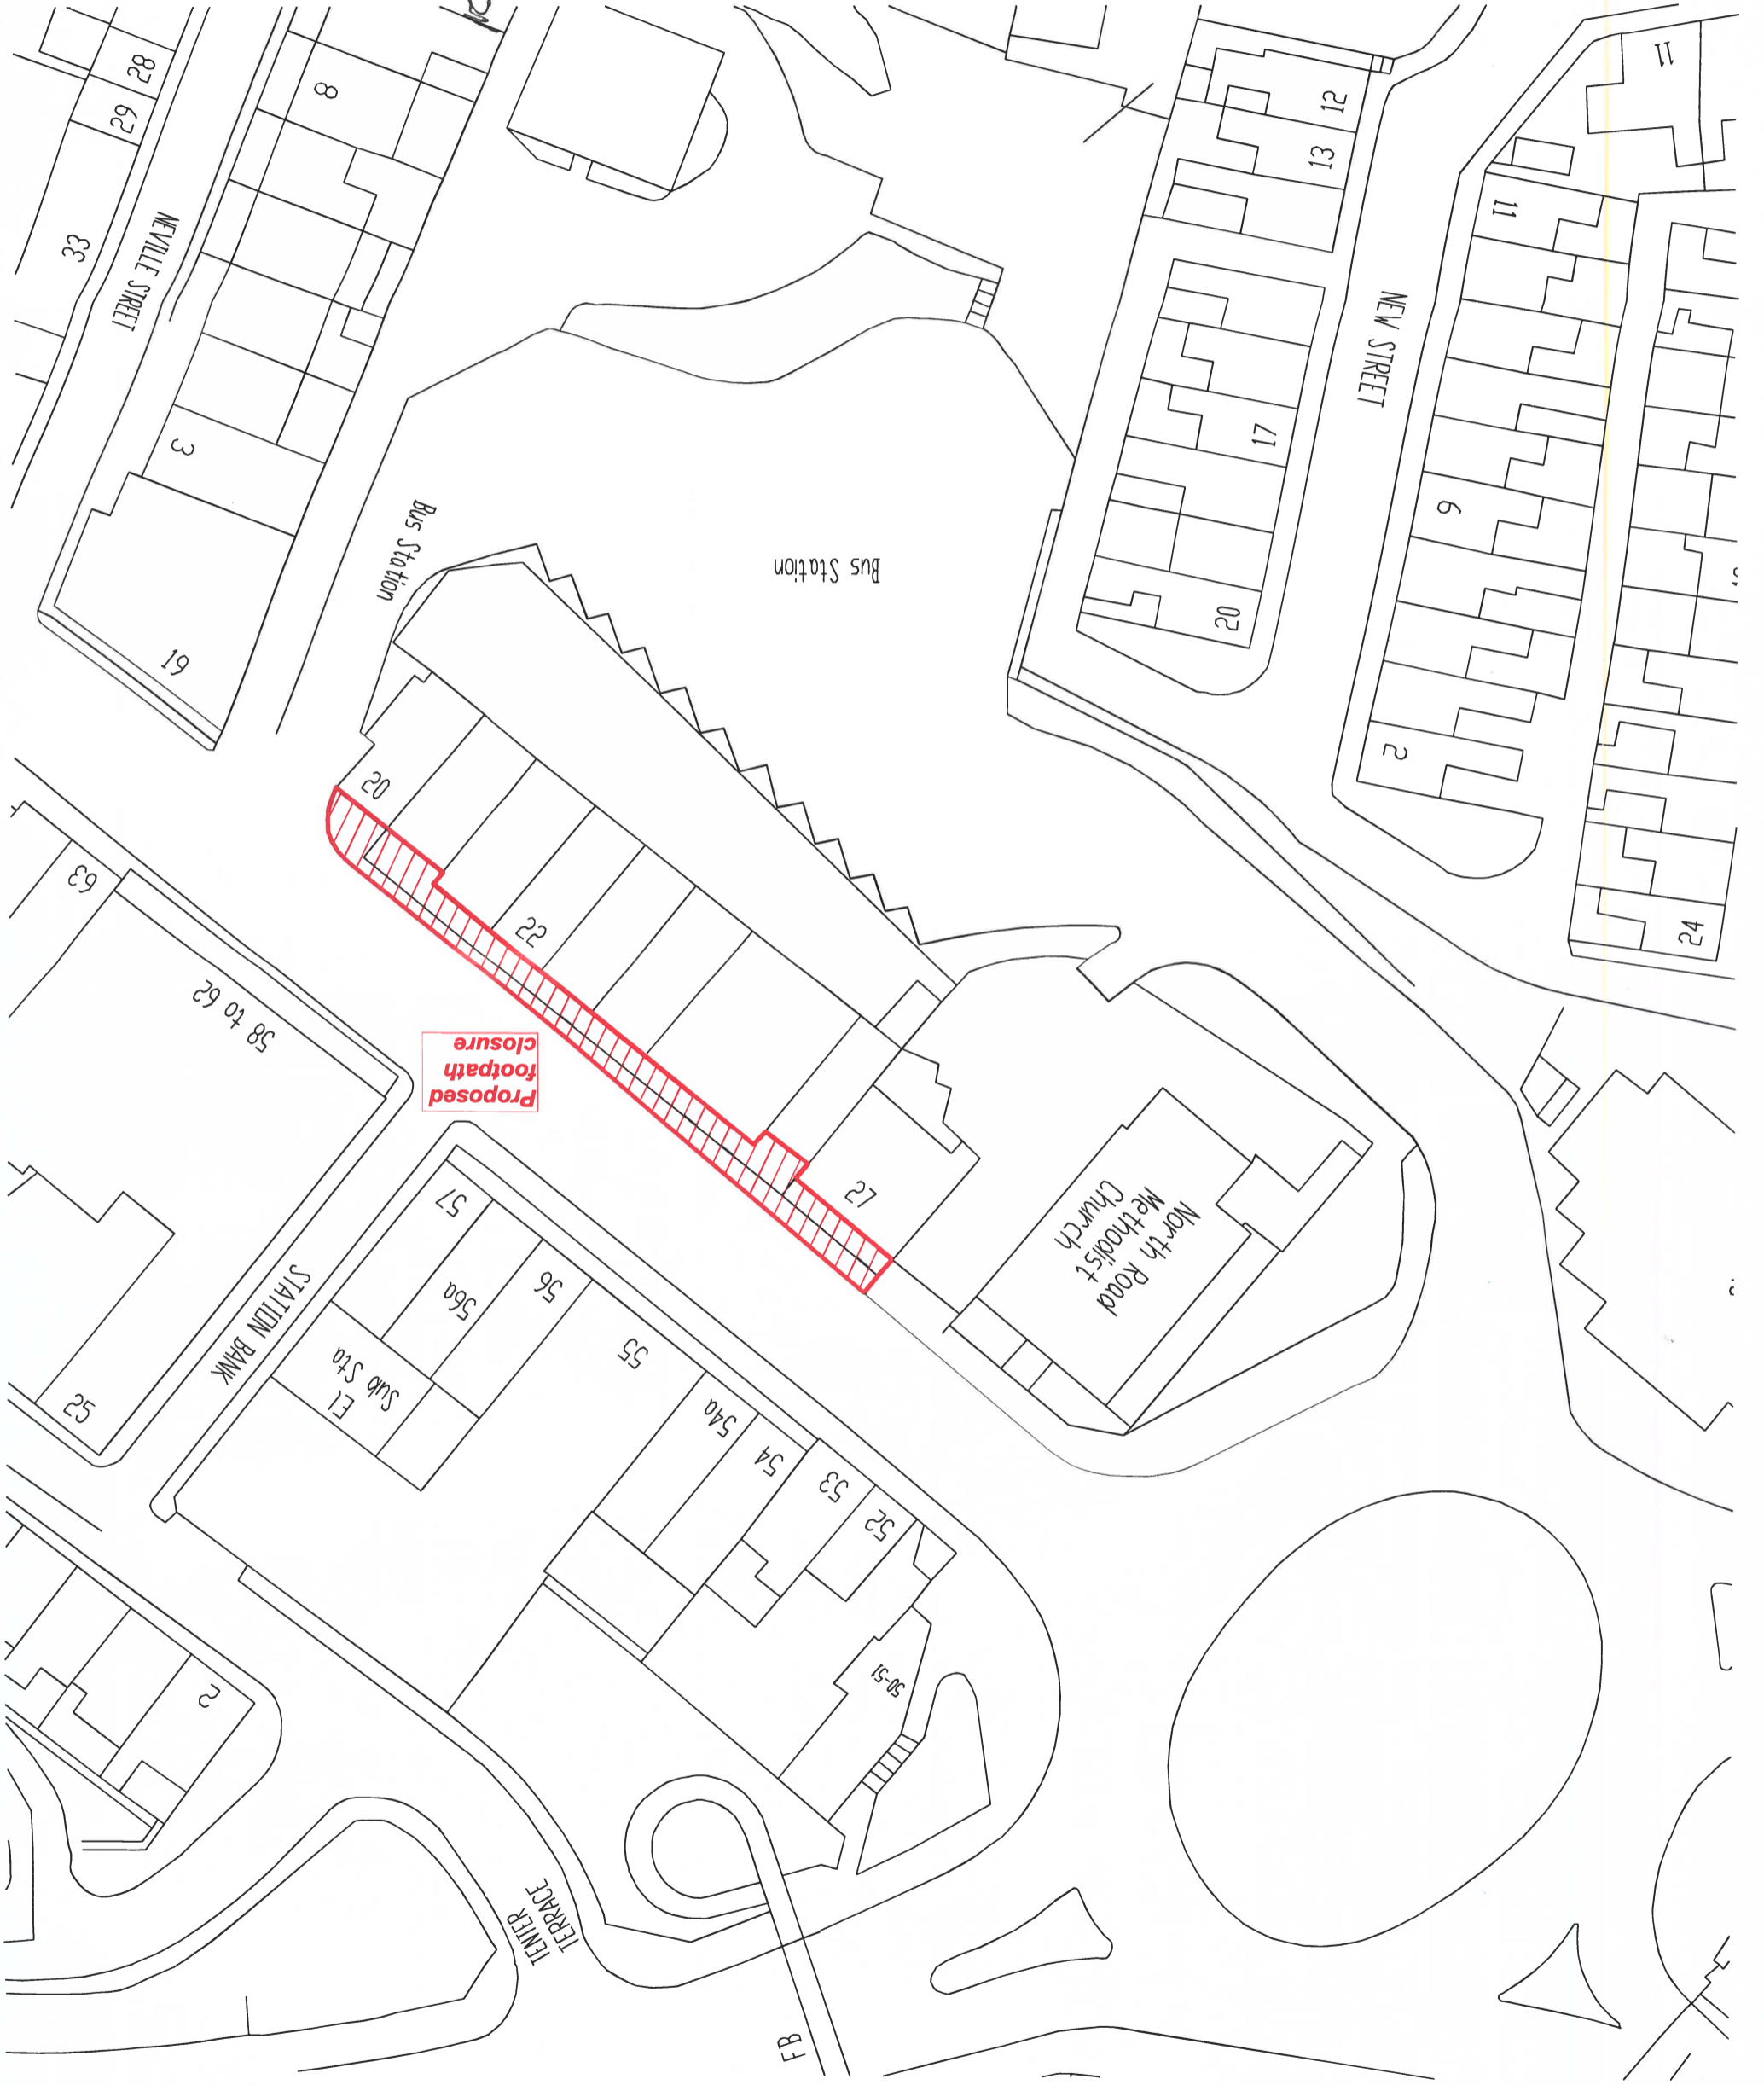 28
29
33
NEVILLE STREET
8
3
19
Bus Station
Bus Station
12
13
17
20
NEW STREET
11
11
6
2
24
20
22
27
63
58 to 62
Proposed
footpath
closure
North Road
Methodist
Church
57
56a
56
55
54a
54
53
52
50-51
El
Sub Sta
STATION BANK
25
2
TENTER
TERRACE
FB